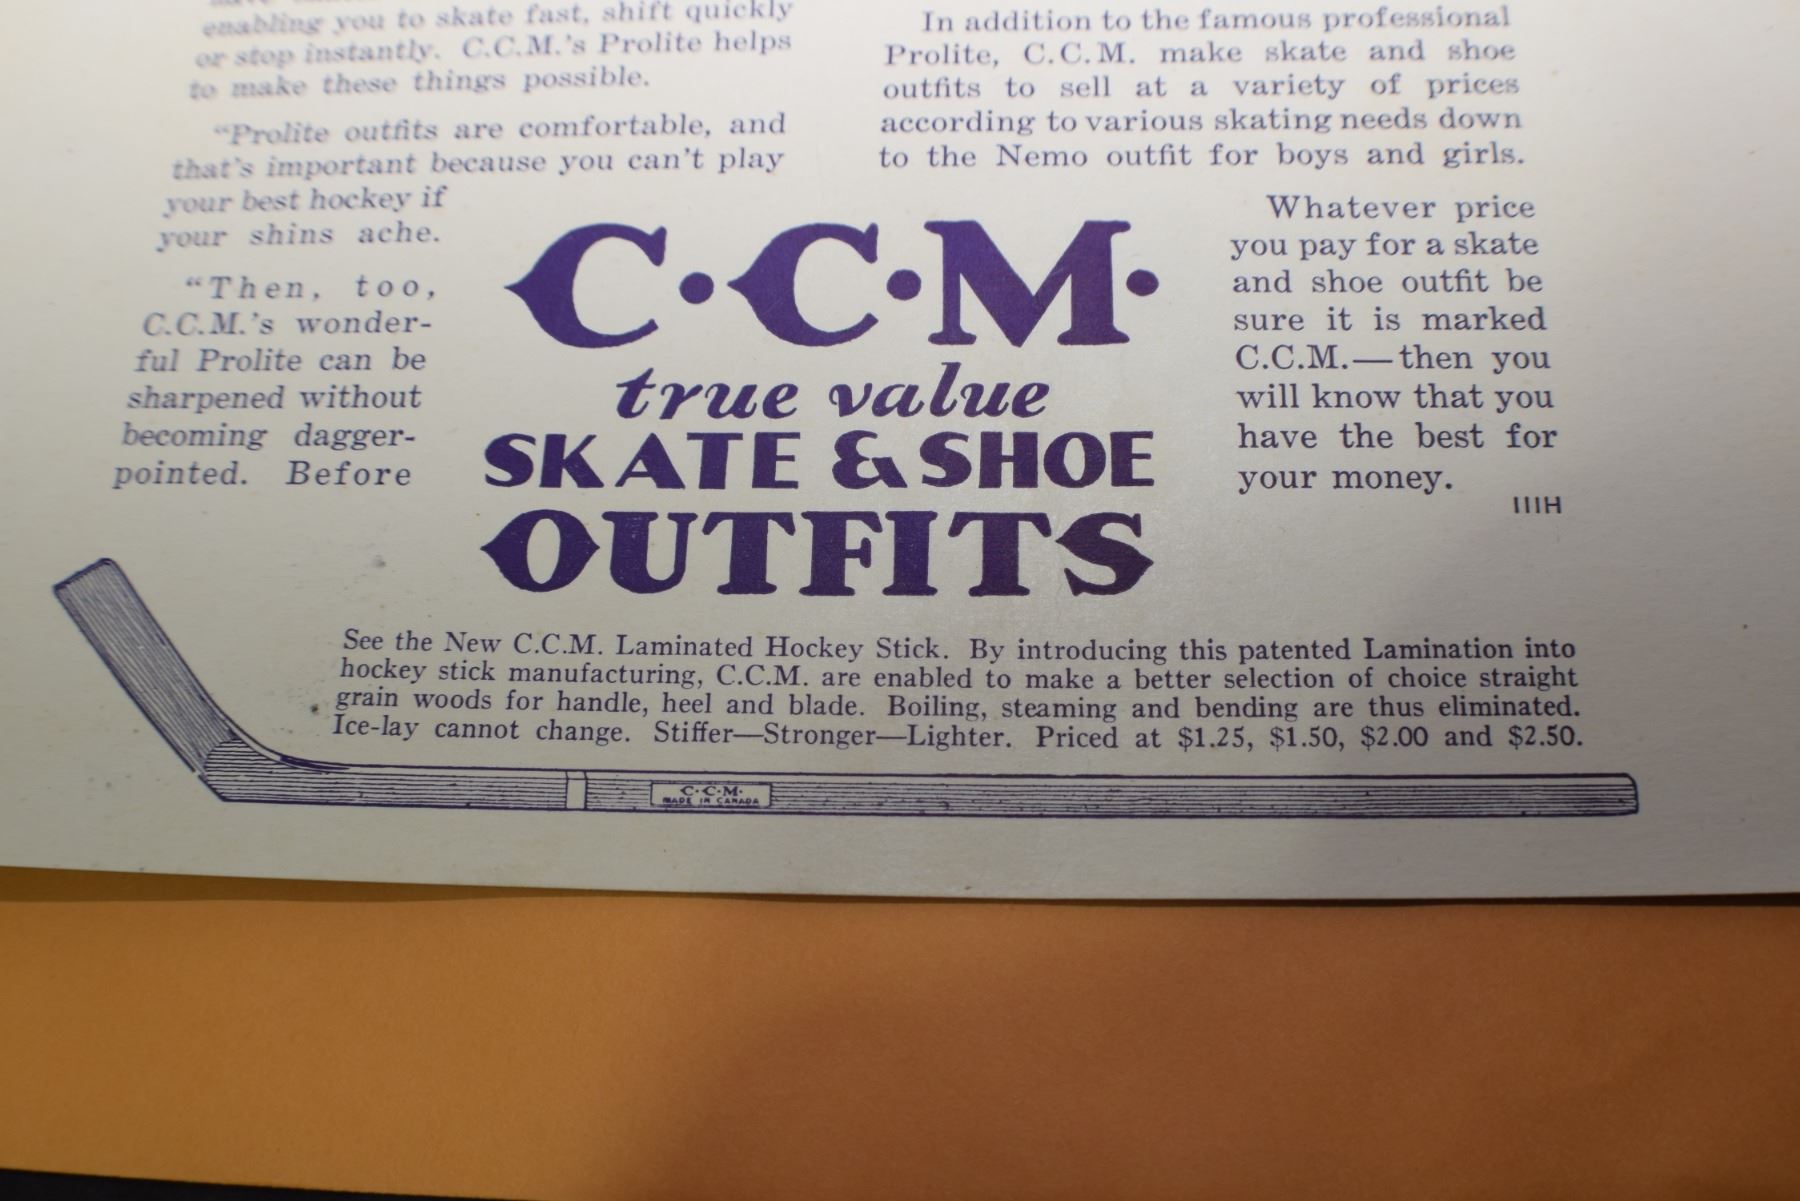 enabling you to skate fast, shift quickly
or stop instantly. C.C.M.'s Prolite helps
to make these things possible.
"Prolite outfits are comfortable, and
that's important because you can't play
your best hockey if
your shins ache.
"Then, too,
C.C.M.'s wonder-
ful Prolite can be
sharpened without
becoming dagger-
pointed. Before
In addition to the famous professional
Prolite, C.C.M. make skate and shoe
outfits to sell at a variety of prices
according to various skating needs down
to the Nemo outfit for boys and girls.
Whatever price
you pay for a skate
and shoe outfit be
sure it is marked
C.C.M.—then you
will know that you
have the best for
your money.
IIIH
C·C·M·
true value
SKATE & SHOE
OUTFITS
See the New C.C.M. Laminated Hockey Stick. By introducing this patented Lamination into
hockey stick manufacturing, C.C.M. are enabled to make a better selection of choice straight
grain woods for handle, heel and blade. Boiling, steaming and bending are thus eliminated.
Ice-lay cannot change. Stiffer—Stronger—Lighter. Priced at $1.25, $1.50, $2.00 and $2.50.
C·C·M·
MADE IN CANADA